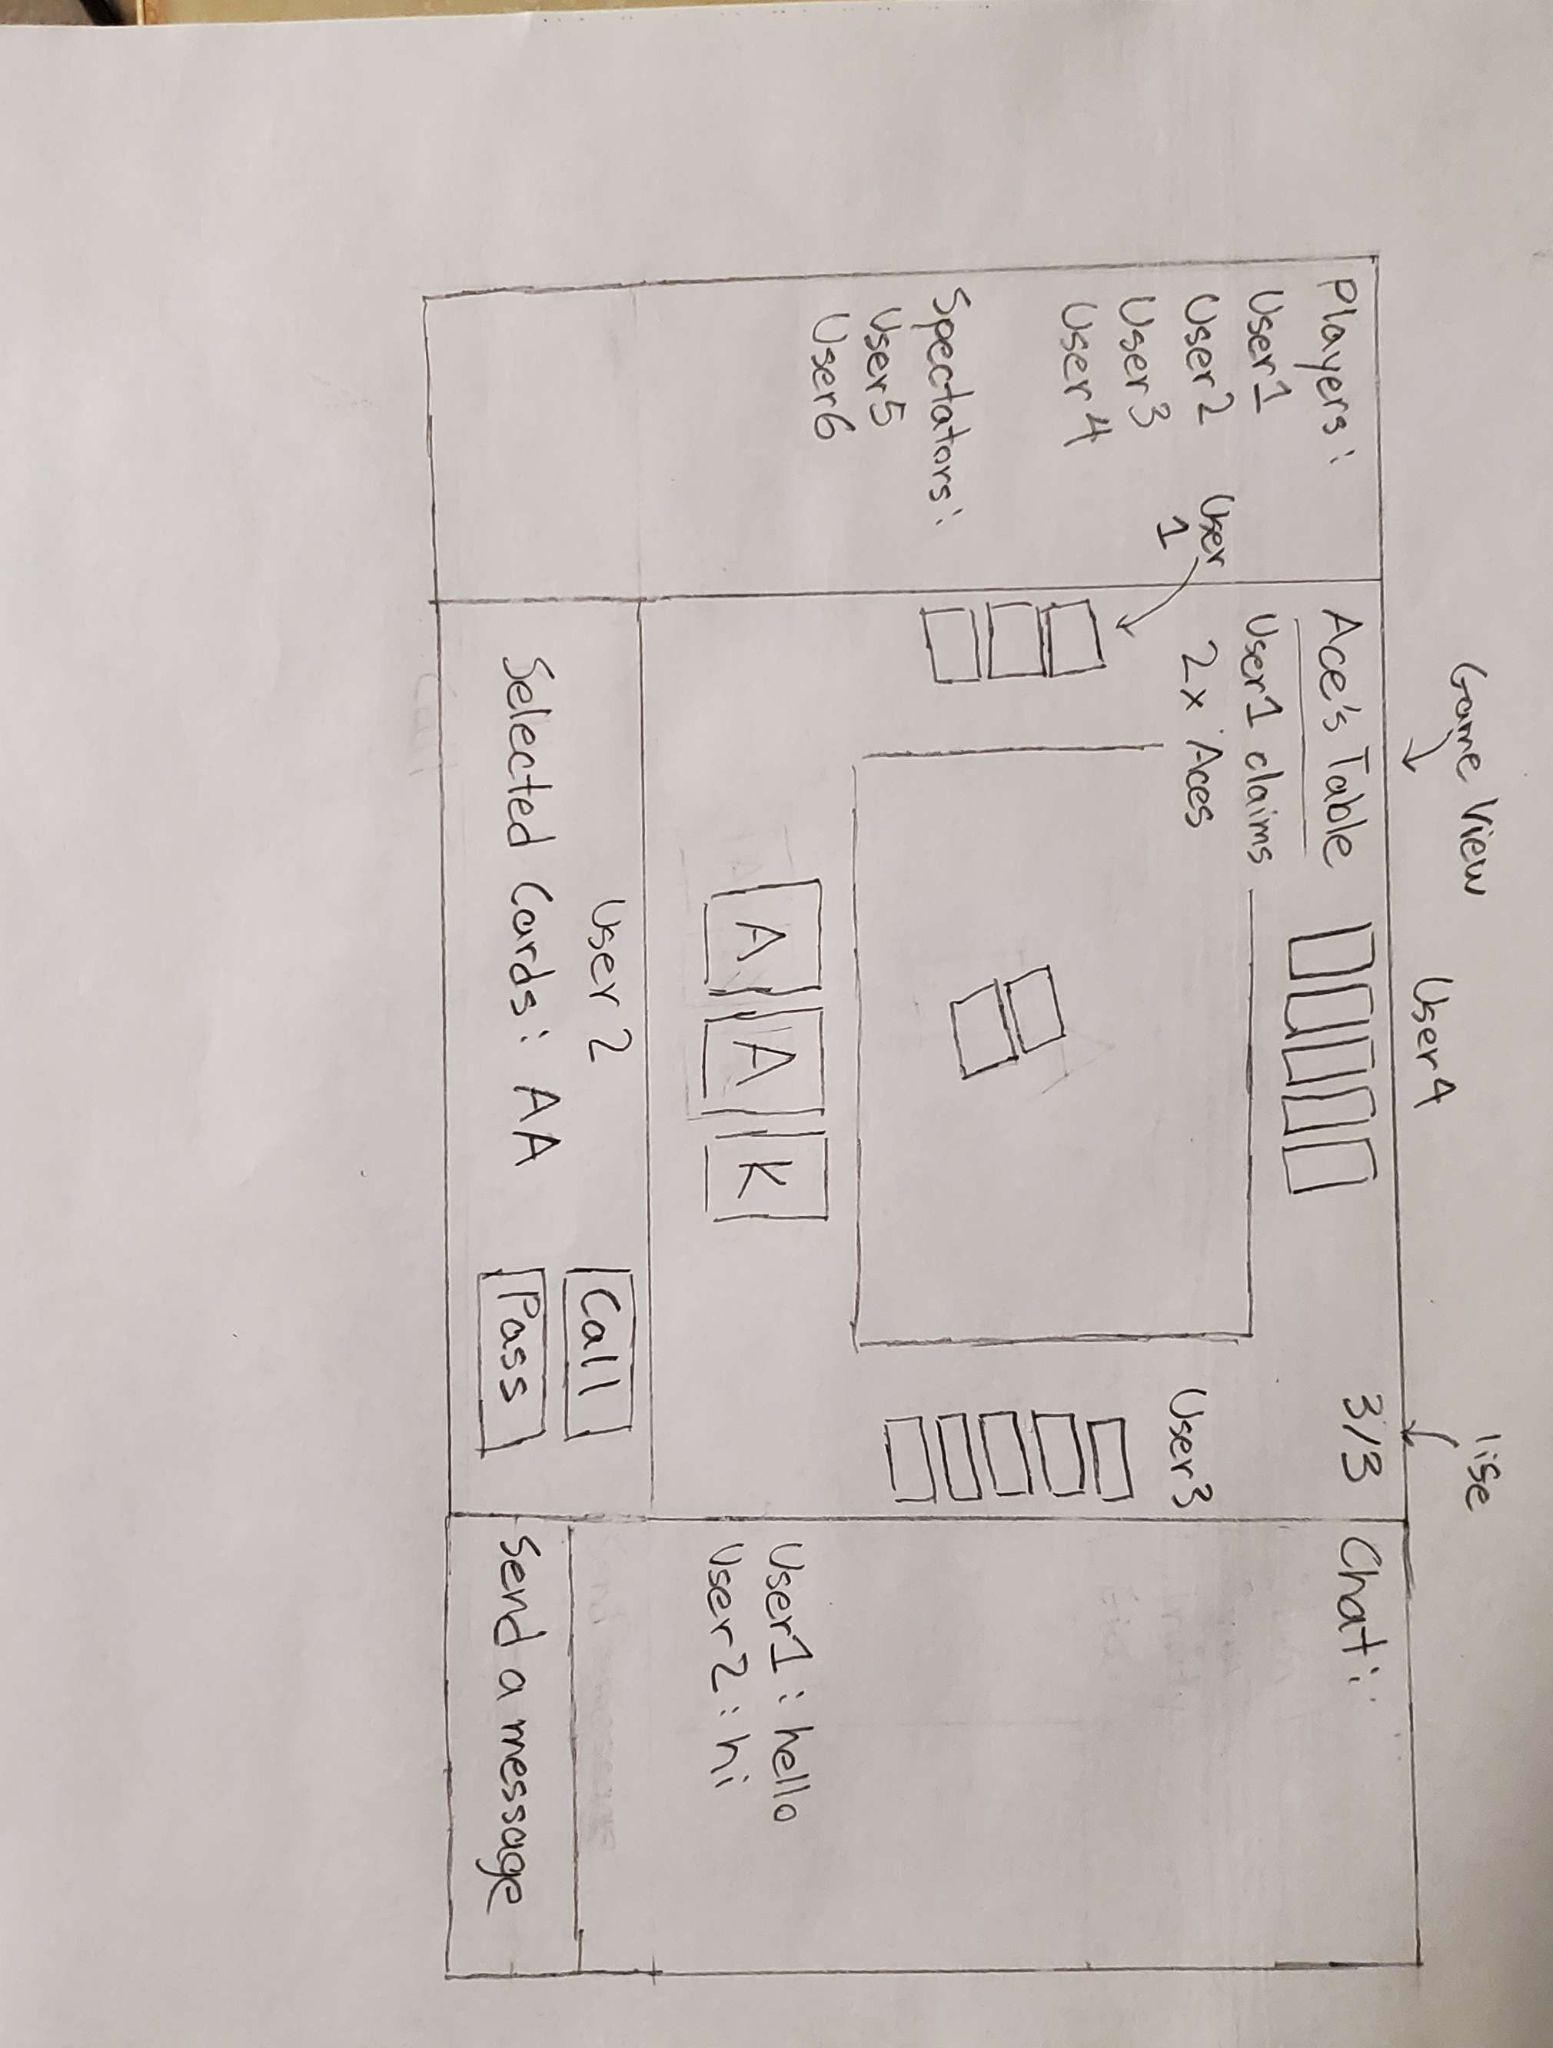 Game View
User4
Players:
User1
User2
User3
User4
Spectators:
User5
User6
User
1
Ace's Table
User1 claims
2x Aces
3/3
User3
A A K
User 2
Selected Cards: AA
Call
Pass
Chat:
User1: hello
User2: hi
Send a message